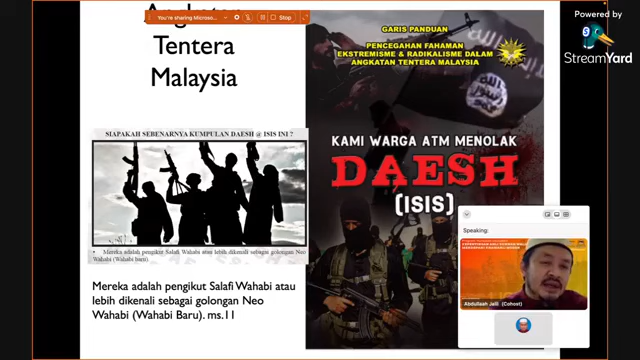 Angkatan
Tentera
Malaysia
You're sharing Microso...
Stop
Powered by
StreamYard
GARIS PANDUAN
PENCEGAHAN FAHAMAN
EKSTREMISME & RADIKALISME DALAM
ANGKATAN TENTERA MALAYSIA
KAMI WARGA ATM MENOLAK
DAESH
(ISIS)
SIAPAKAH SEBENARNYA KUMPULAN DAESH @ ISIS INI ?
• Mereka adalah pengikut Salafi Wahabi atau lebih dikenali sebagai golongan Neo
Wahabi (Wahabi baru)
Mereka adalah pengikut Salafi Wahabi atau
lebih dikenali sebagai golongan Neo
Wahabi (Wahabi Baru). ms.11
Speaking:
Abdullaah Jalil (Cohost)